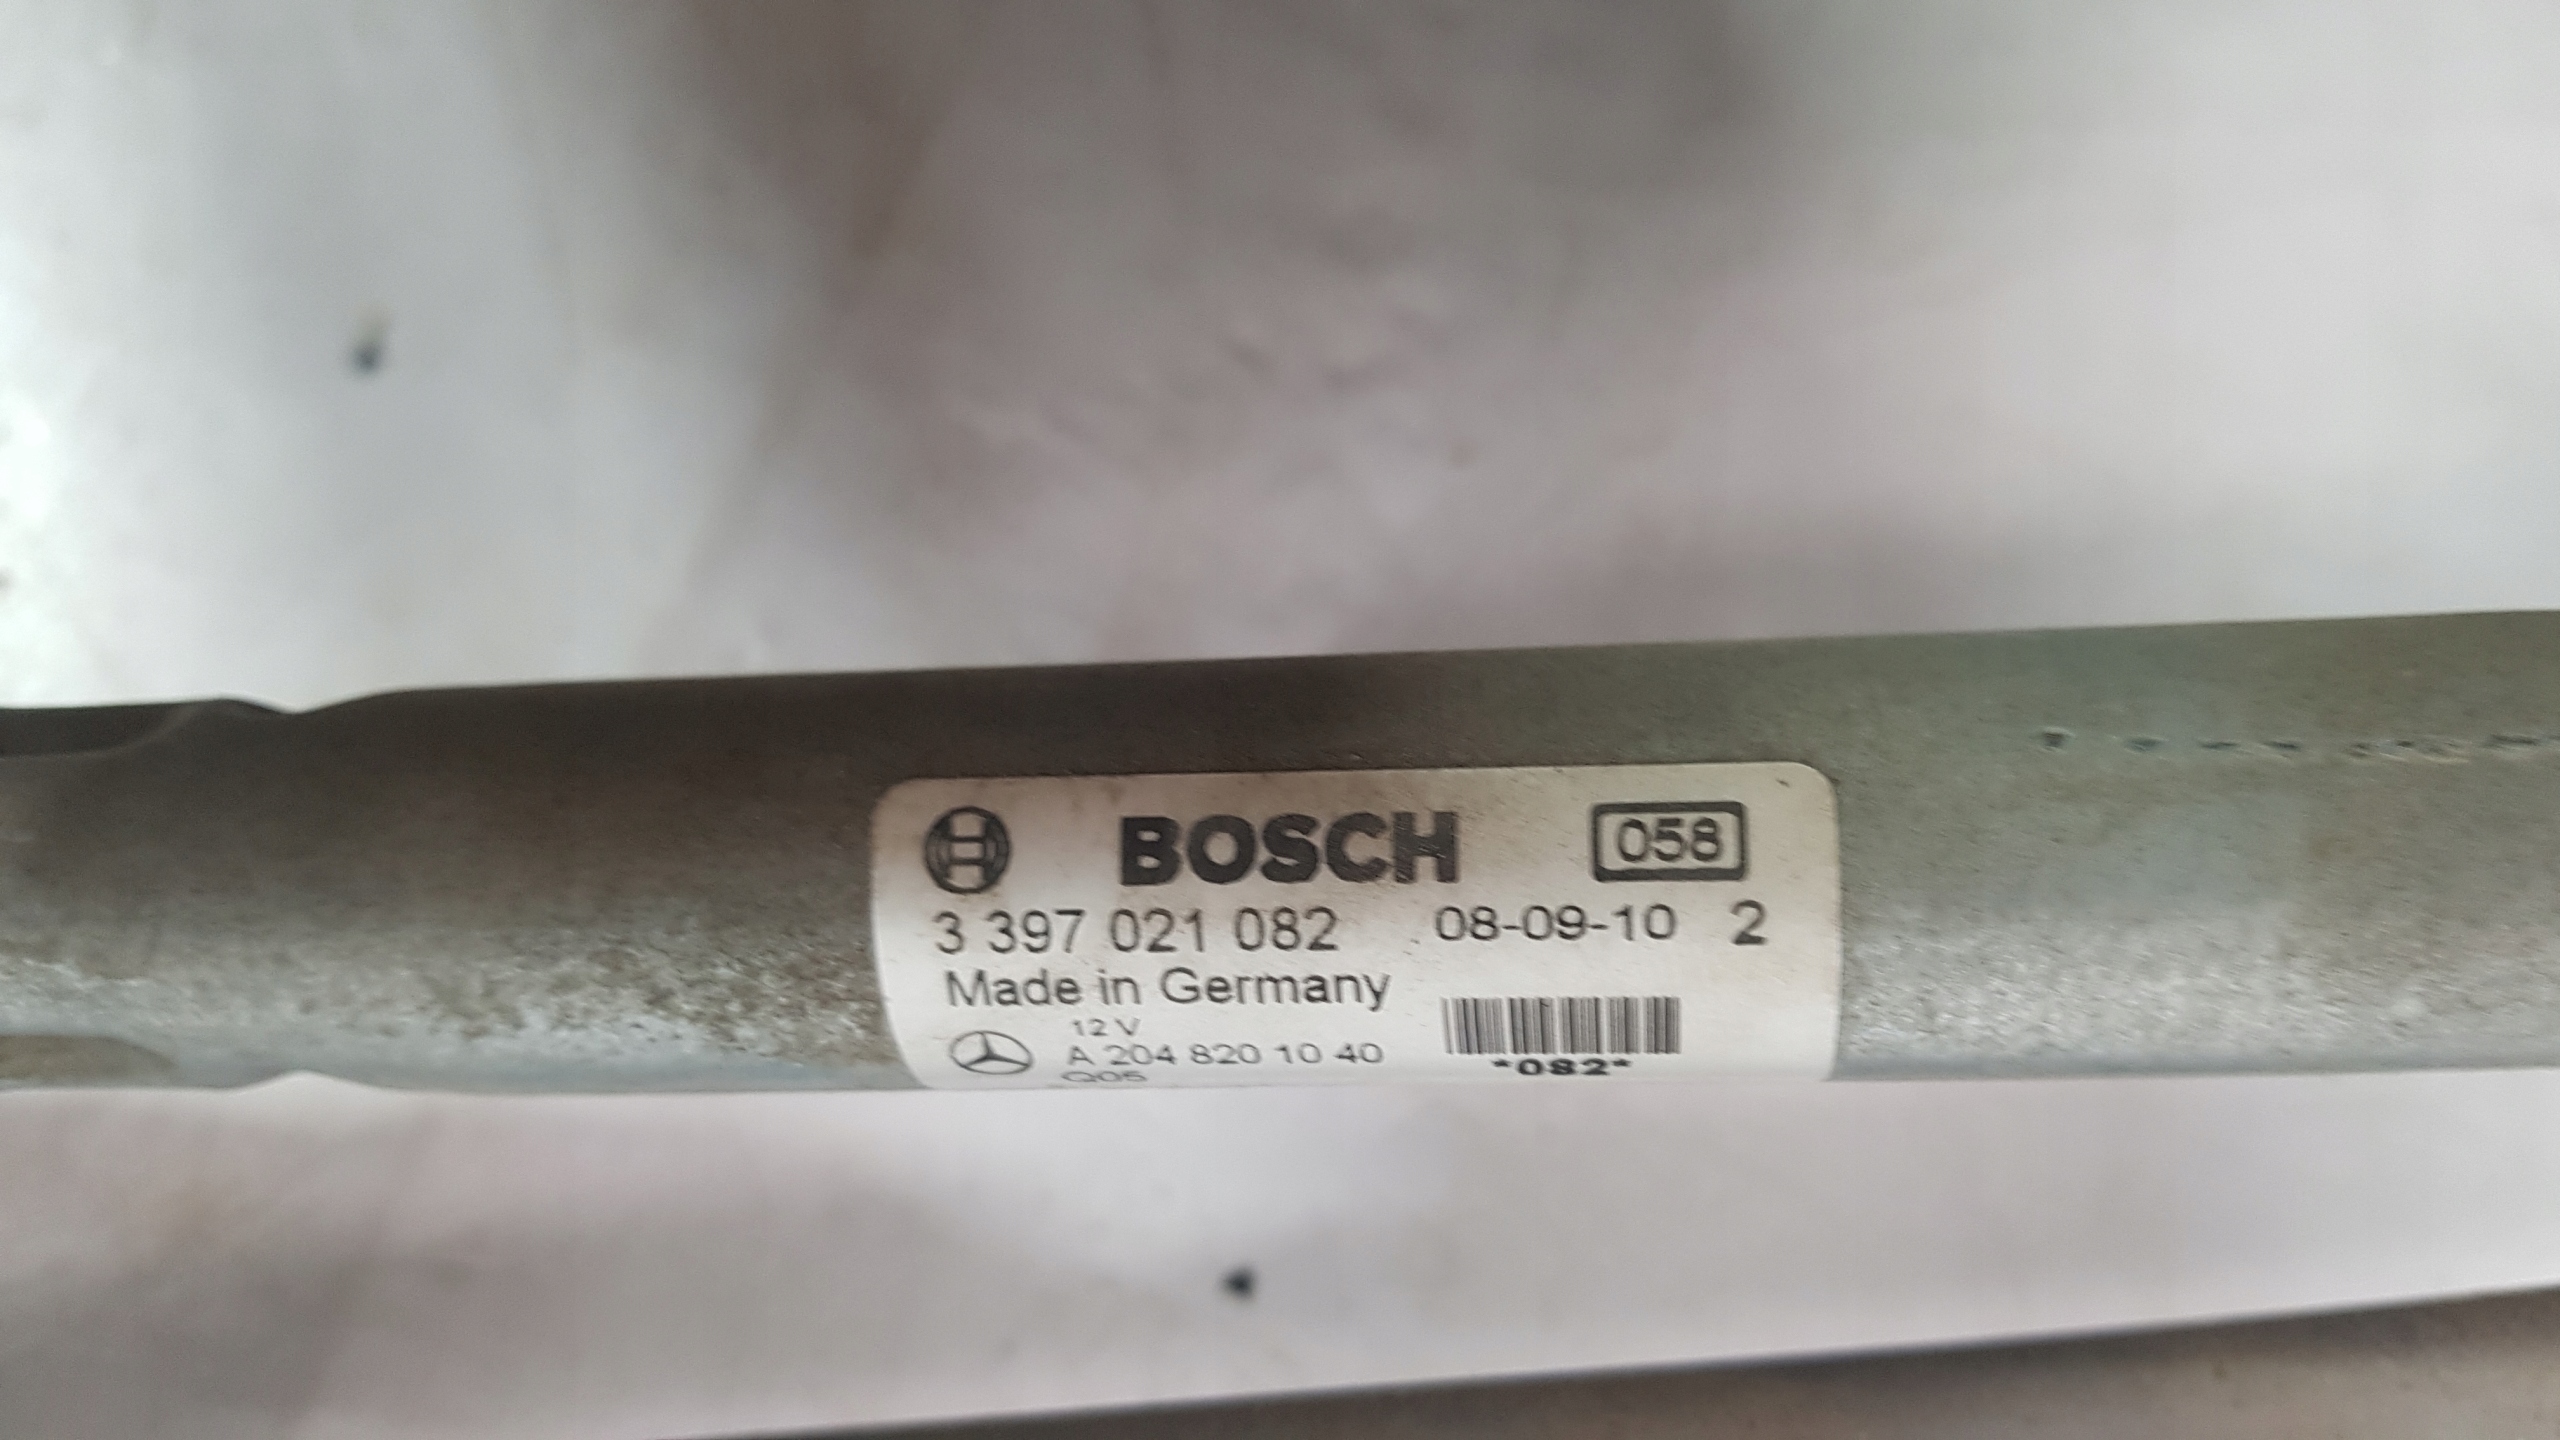 BOSCH 058
3 397 021 082 08-09-10 2
Made in Germany
12 V
A 204 820 10 40
Q05
*082*